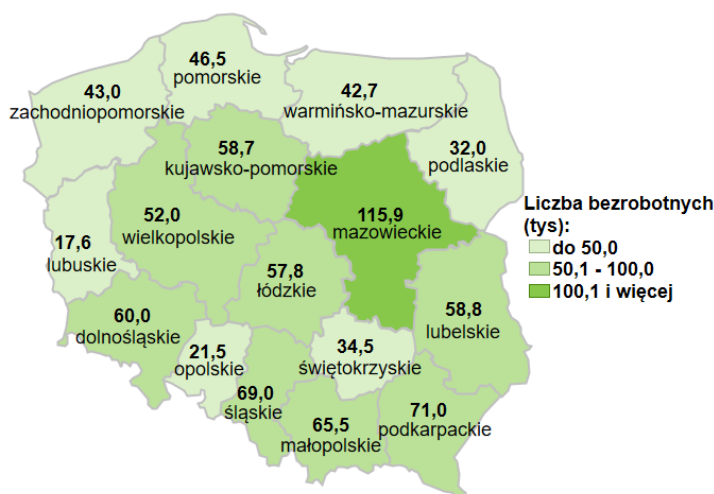 46,5
pomorskie
43,0
zachodniopomorskie
42,7
warmińsko-mazurskie
58,7
kujawsko-pomorskie
32,0
podlaskie
52,0
wielkopolskie
115,9
mazowieckie
17,6
lubuskie
57,8
łódzkie
60,0
dolnośląskie
58,8
lubelskie
21,5
opolskie
34,5
świętokrzyskie
69,0
śląskie
65,5
małopolskie
71,0
podkarpackie
Liczba bezrobotnych
(tys):
do 50,0
50,1 - 100,0
100,1 i więcej